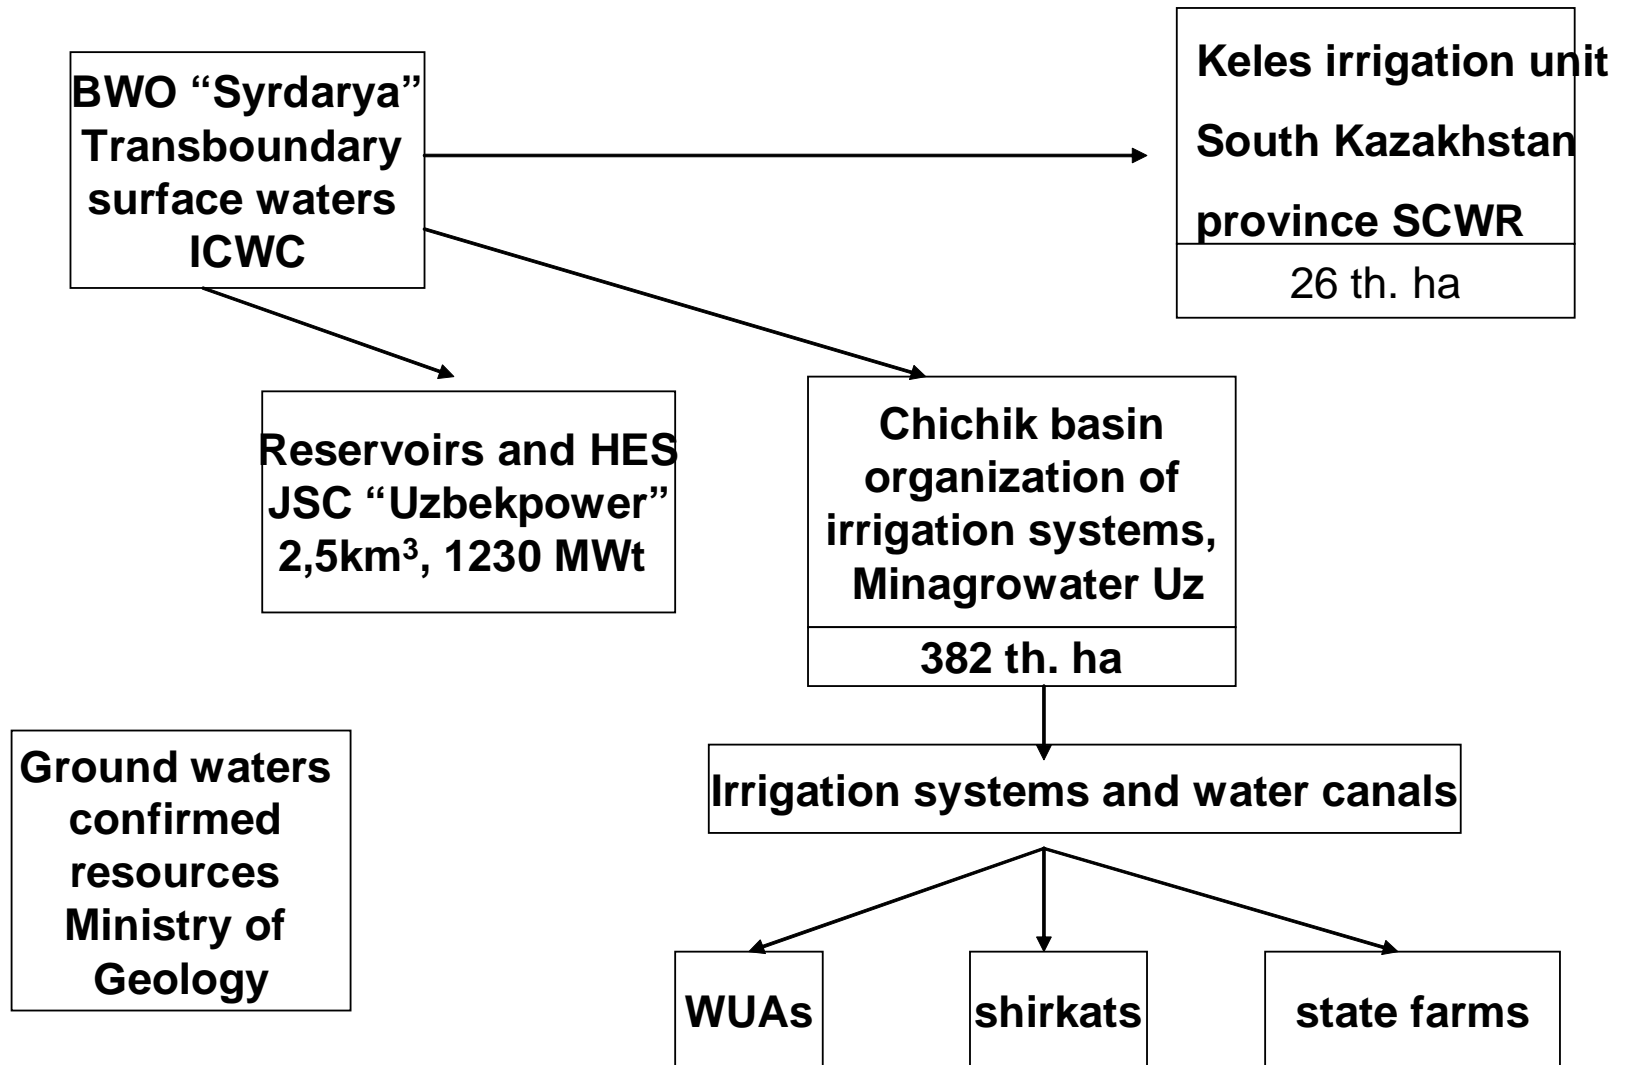 BWO “Syrdarya”
Transboundary
surface waters
ICWC
Keles irrigation unit
South Kazakhstan
province SCWR
26 th. ha
Reservoirs and HES
JSC “Uzbekpower”
2,5km³, 1230 MWt
Chichik basin
organization of
irrigation systems,
Minagrowater Uz
382 th. ha
Ground waters
confirmed
resources
Ministry of
Geology
Irrigation systems and water canals
WUAs
shirkats
state farms